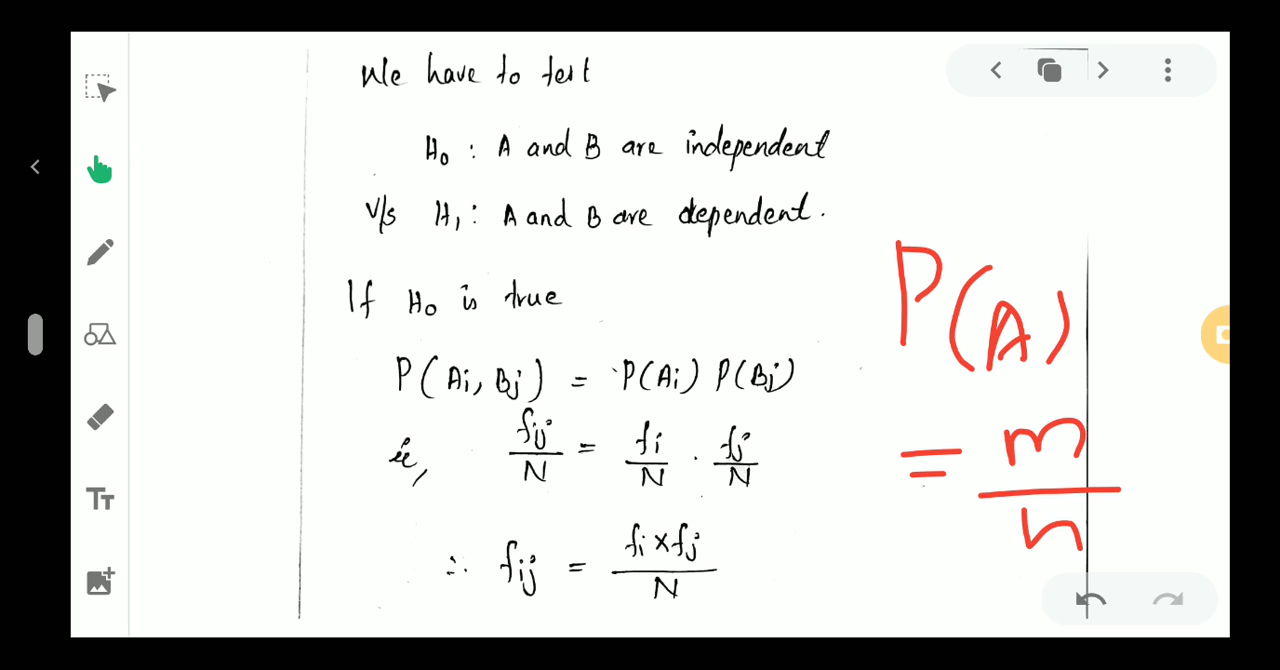 We have to test
H₀ : A and B are independent
v/s H₁ : A and B are dependent.
If H₀ is true
P(Ai, Bj) = P(Ai) P(Bj)
ie, fij/N = fi/N . fj/N
∴ fij = fi x fj / N
P(A)
= m/n
TT